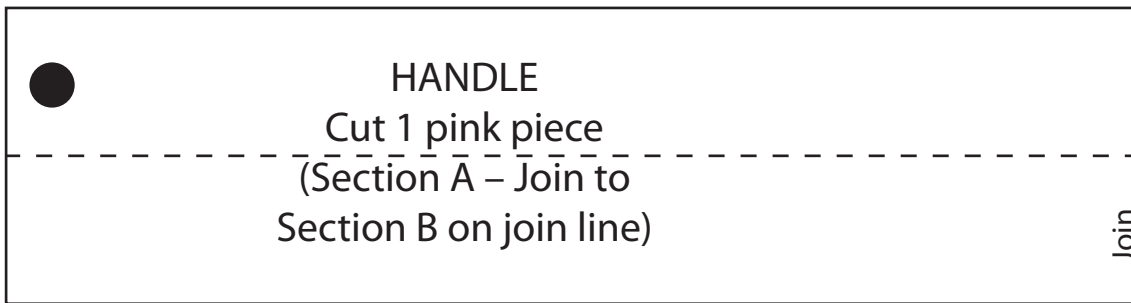 HANDLE
Cut 1 pink piece
(Section A – Join to
Section B on join line)
Join